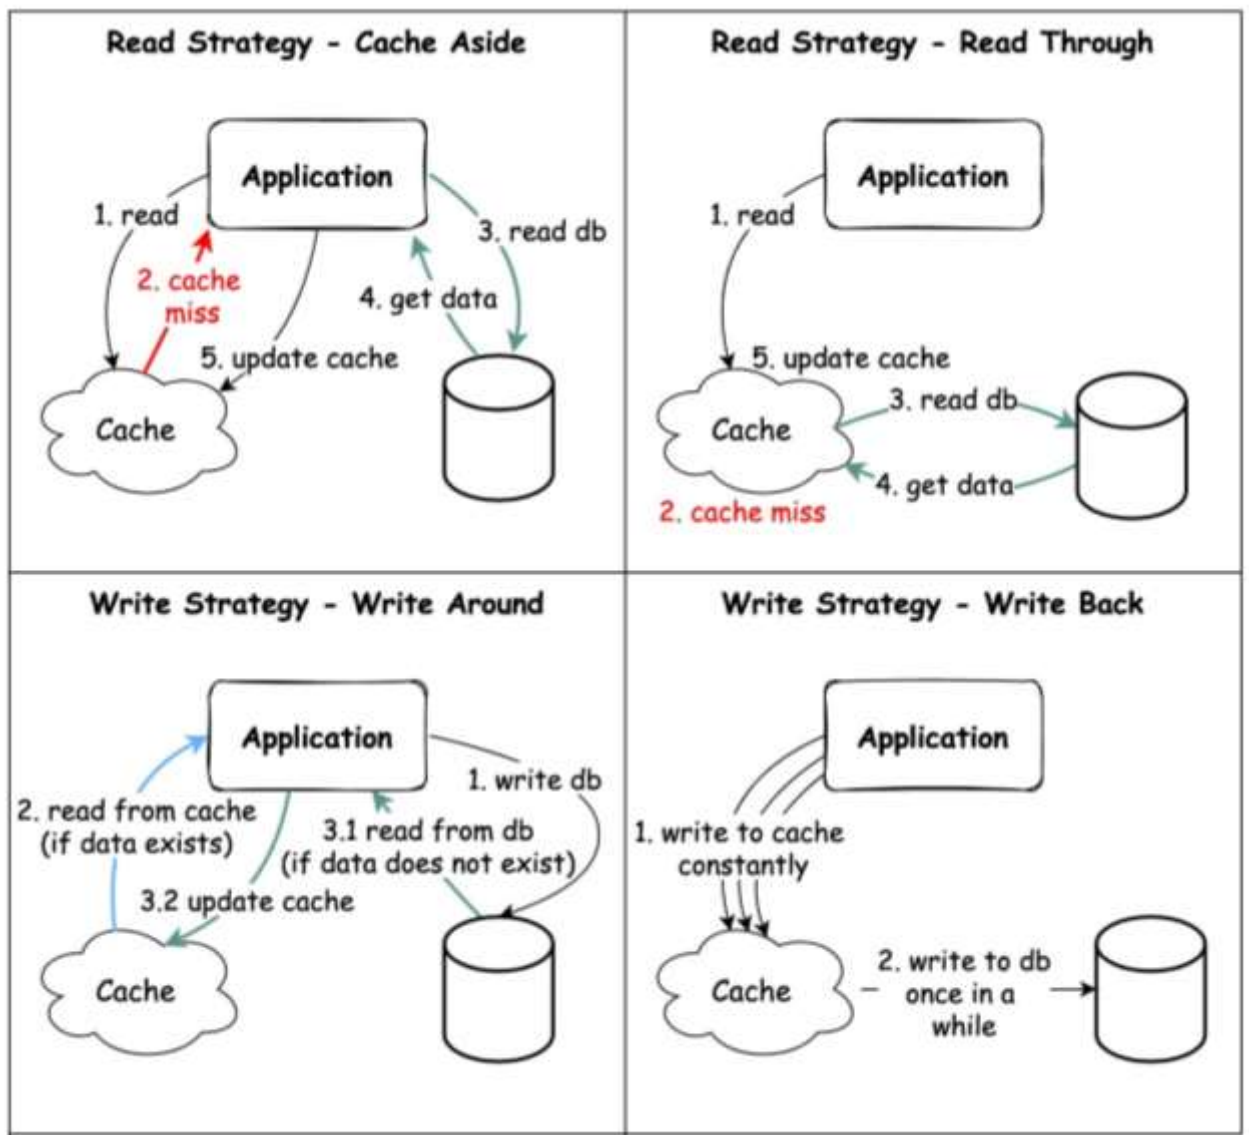 Read Strategy - Cache Aside
Application
1. read
2. cache
miss
3. read db
4. get data
5. update cache
Cache
Read Strategy - Read Through
Application
1. read
5. update cache
3. read db
Cache
4. get data
2. cache miss
Write Strategy - Write Around
Application
1. write db
2. read from cache
(if data exists)
3.1 read from db
(if data does not exist)
3.2 update cache
Cache
Write Strategy - Write Back
Application
1. write to cache
constantly
Cache
2. write to db
once in a
while